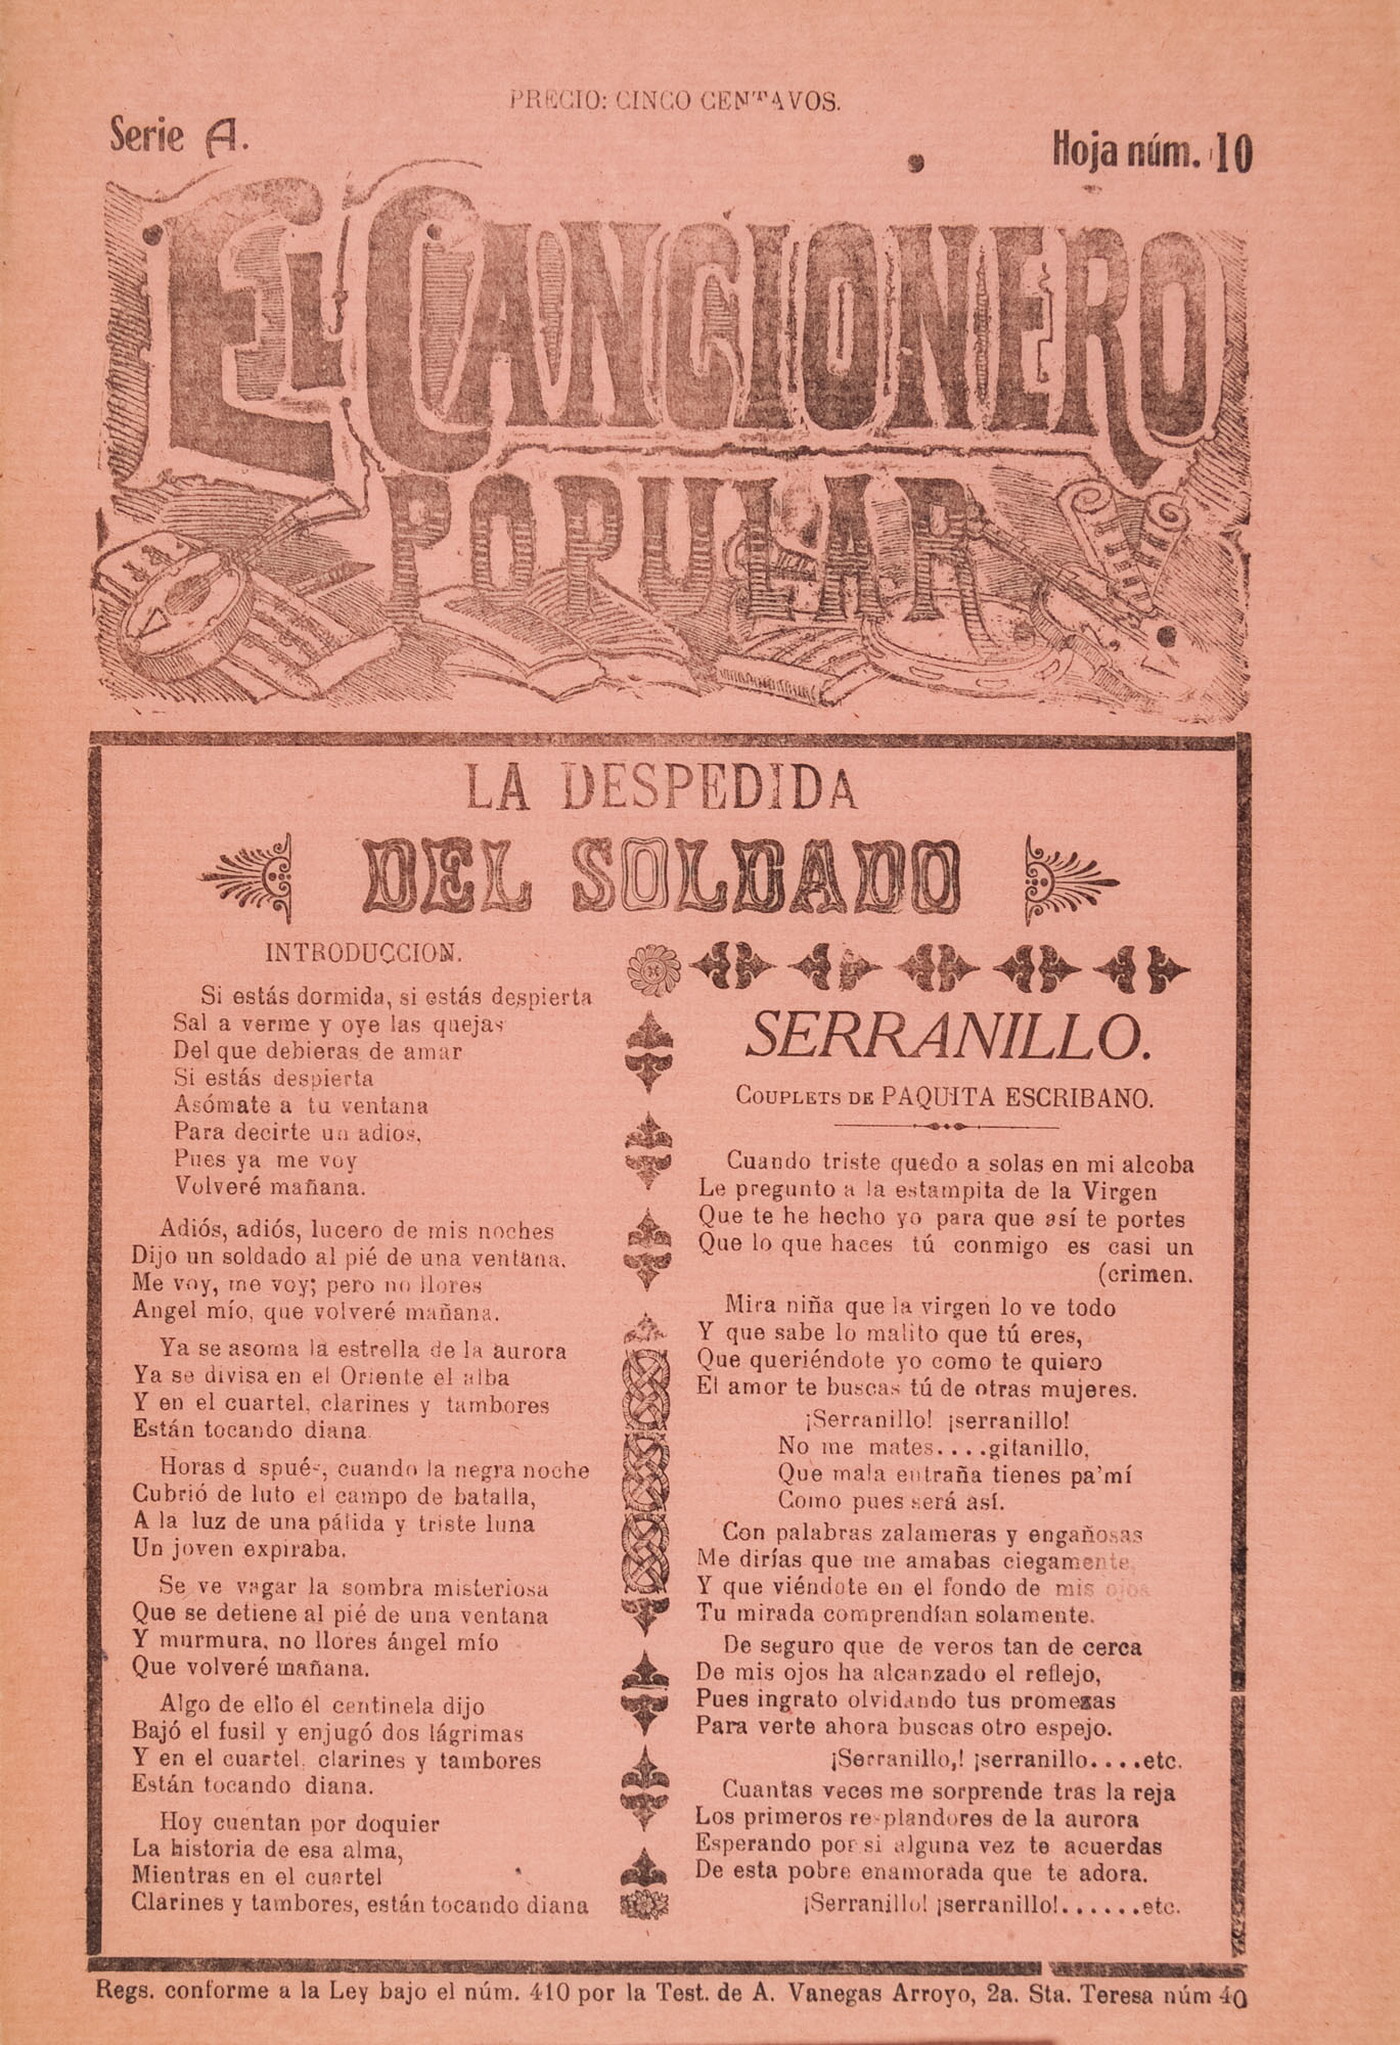 PRECIO: CINCO CENTAVOS.
Serie A.
Hoja núm. 10
El CANCIONERO
POPULAR
LA DESPEDIDA
DEL SOLDADO
INTRODUCCION.
Si estás dormida, si estás despierta
Sal a verme y oye las quejas
Del que debieras de amar
Si estás despierta
Asómate a tu ventana
Para decirte un adios,
Pues ya me voy
Volveré mañana.
Adiós, adiós, lucero de mis noches
Dijo un soldado al pié de una ventana.
Me voy, me voy; pero no llores
Angel mío, que volveré mañana.
Ya se asoma la estrella de la aurora
Ya se divisa en el Oriente el alba
Y en el cuartel, clarines y tambores
Están tocando diana.
Horas d spués, cuando la negra noche
Cubrió de luto el campo de batalla,
A la luz de una pálida y triste luna
Un joven expiraba.
Se ve vagar la sombra misteriosa
Que se detiene al pié de una ventana
Y murmura, no llores ángel mío
Que volveré mañana.
Algo de ello el centinela dijo
Bajó el fusil y enjugó dos lágrimas
Y en el cuartel, clarines y tambores
Están tocando diana.
Hoy cuentan por doquier
La historia de esa alma,
Mientras en el cuartel
Clarines y tambores, están tocando diana
SERRANILLO.
COUPLETS DE PAQUITA ESCRIBANO.
Cuando triste quedo a solas en mi alcoba
Le pregunto a la estampita de la Virgen
Que te he hecho yo para que así te portes
Que lo que haces tú conmigo es casi un
(crimen.
Mira niña que la virgen lo ve todo
Y que sabe lo malito que tú eres,
Que queriéndote yo como te quiero
El amor te buscas tú de otras mujeres.
¡Serranillo! ¡serranillo!
No me mates....gitanillo,
Que mala entraña tienes pa'mí
Como pues será así.
Con palabras zalameras y engañosas
Me dirías que me amabas ciegamente.
Y que viéndote en el fondo de mis ojos
Tu mirada comprendían solamente.
De seguro que de veros tan de cerca
De mis ojos ha alcanzado el reflejo,
Pues ingrato olvidando tus promezas
Para verte ahora buscas otro espejo.
¡Serranillo,! ¡serranillo....etc.
Cuantas veces me sorprende tras la reja
Los primeros resplandores de la aurora
Esperando por si alguna vez te acuerdas
De esta pobre enamorada que te adora.
¡Serranillo! ¡serranillo!......etc.
Regs. conforme a la Ley bajo el núm. 410 por la Test. de A. Vanegas Arroyo, 2a. Sta. Teresa núm 40